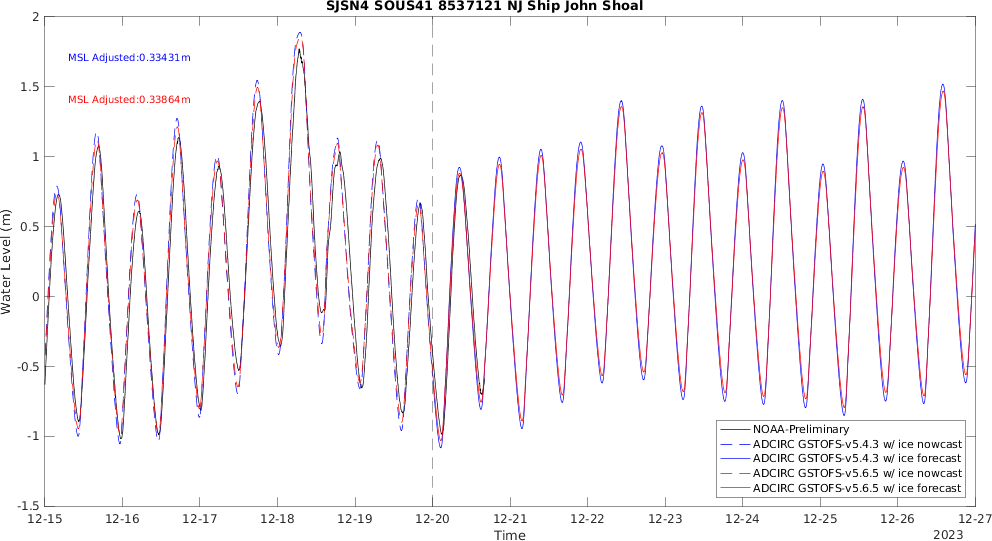 SJSN4 SOUS41 8537121 NJ Ship John Shoal
2
1.5
1
0.5
0
-0.5
-1
-1.5
Water Level (m)
MSL Adjusted:0.33431m
MSL Adjusted:0.33864m
NOAA-Preliminary
ADCIRC GSTOFS-v5.4.3 w/ ice nowcast
ADCIRC GSTOFS-v5.4.3 w/ ice forecast
ADCIRC GSTOFS-v5.6.5 w/ ice nowcast
ADCIRC GSTOFS-v5.6.5 w/ ice forecast
12-15 12-16 12-17 12-18 12-19 12-20 12-21 12-22 12-23 12-24 12-25 12-26 12-27
Time
2023